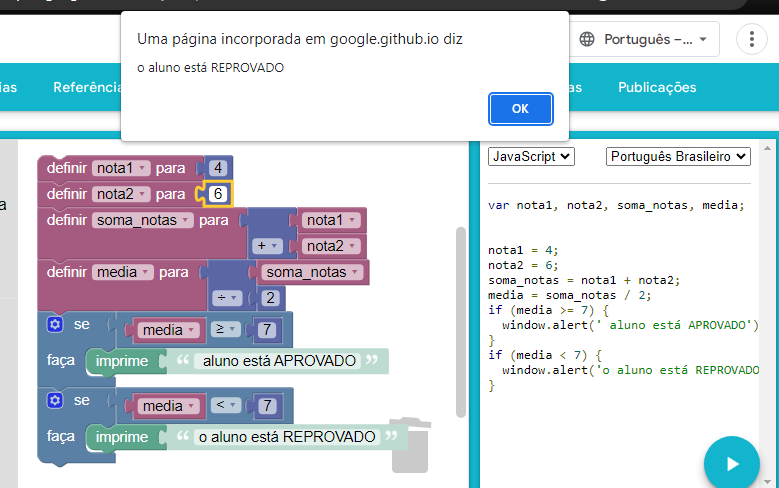 Uma página incorporada em google.github.io diz
o aluno está REPROVADO
OK
Português –...
ias
Referência
as
Publicações
a
definir nota1 para 4
definir nota2 para 6
definir soma_notas para nota1
+ nota2
definir media para soma_notas
÷ 2
se media ≥ 7
faça imprime “ aluno está APROVADO ”
se media < 7
faça imprime “ o aluno está REPROVADO ”
JavaScript
Português Brasileiro
var nota1, nota2, soma_notas, media;
nota1 = 4;
nota2 = 6;
soma_notas = nota1 + nota2;
media = soma_notas / 2;
if (media >= 7) {
window.alert(' aluno está APROVADO')
}
if (media < 7) {
window.alert('o aluno está REPROVADO
}